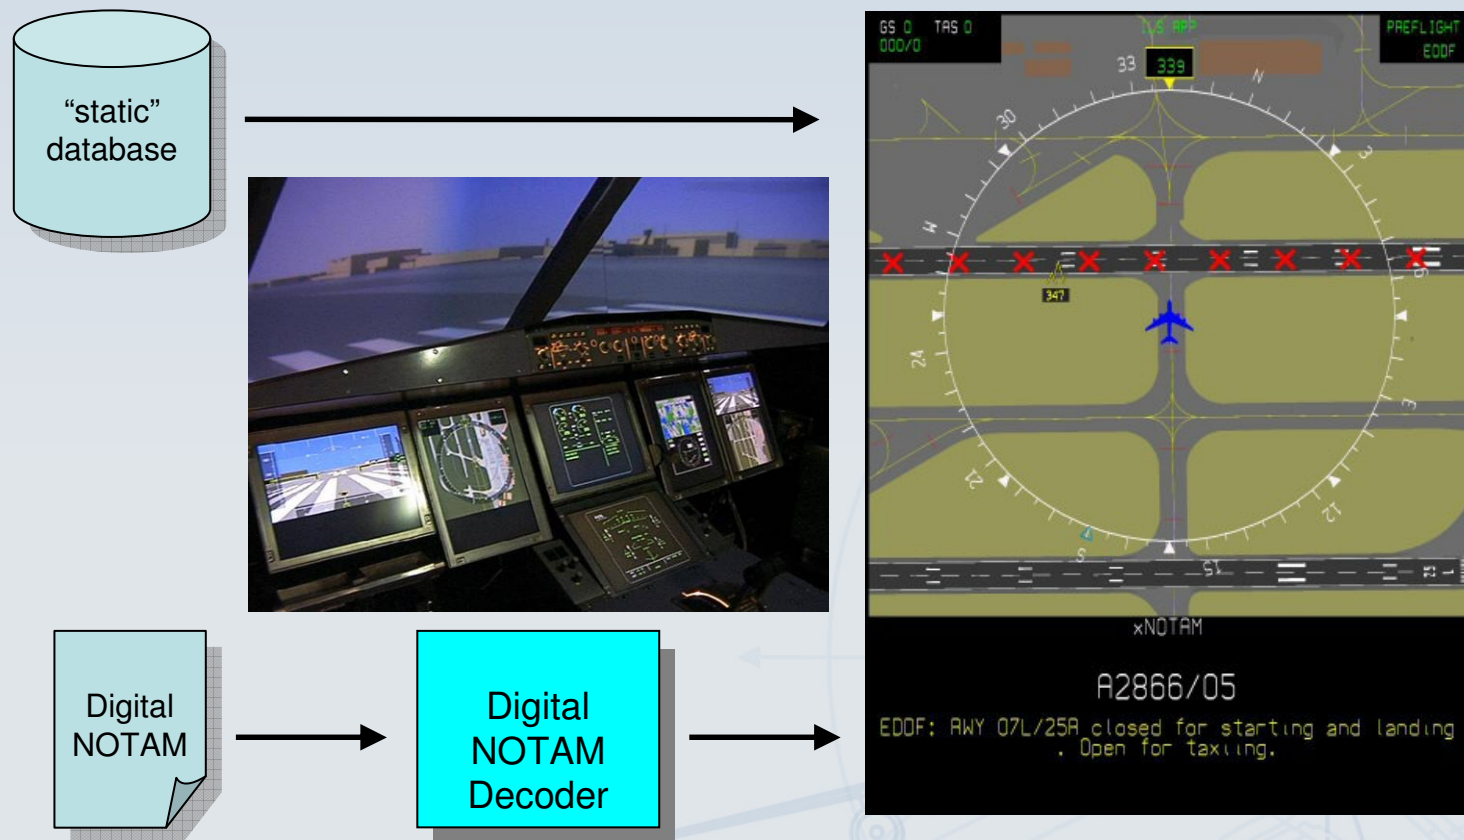 “static”
database
GS 0 TAS 0
000/0
ILS APP
PREFLIGHT
EDDF
339
33
N
30
3
W
24
E
21
12
S
15
347
25
xNOTAM
A2866/05
EDDF: RWY 07L/25R closed for starting and landing
. Open for taxiing.
Digital
NOTAM
Digital
NOTAM
Decoder